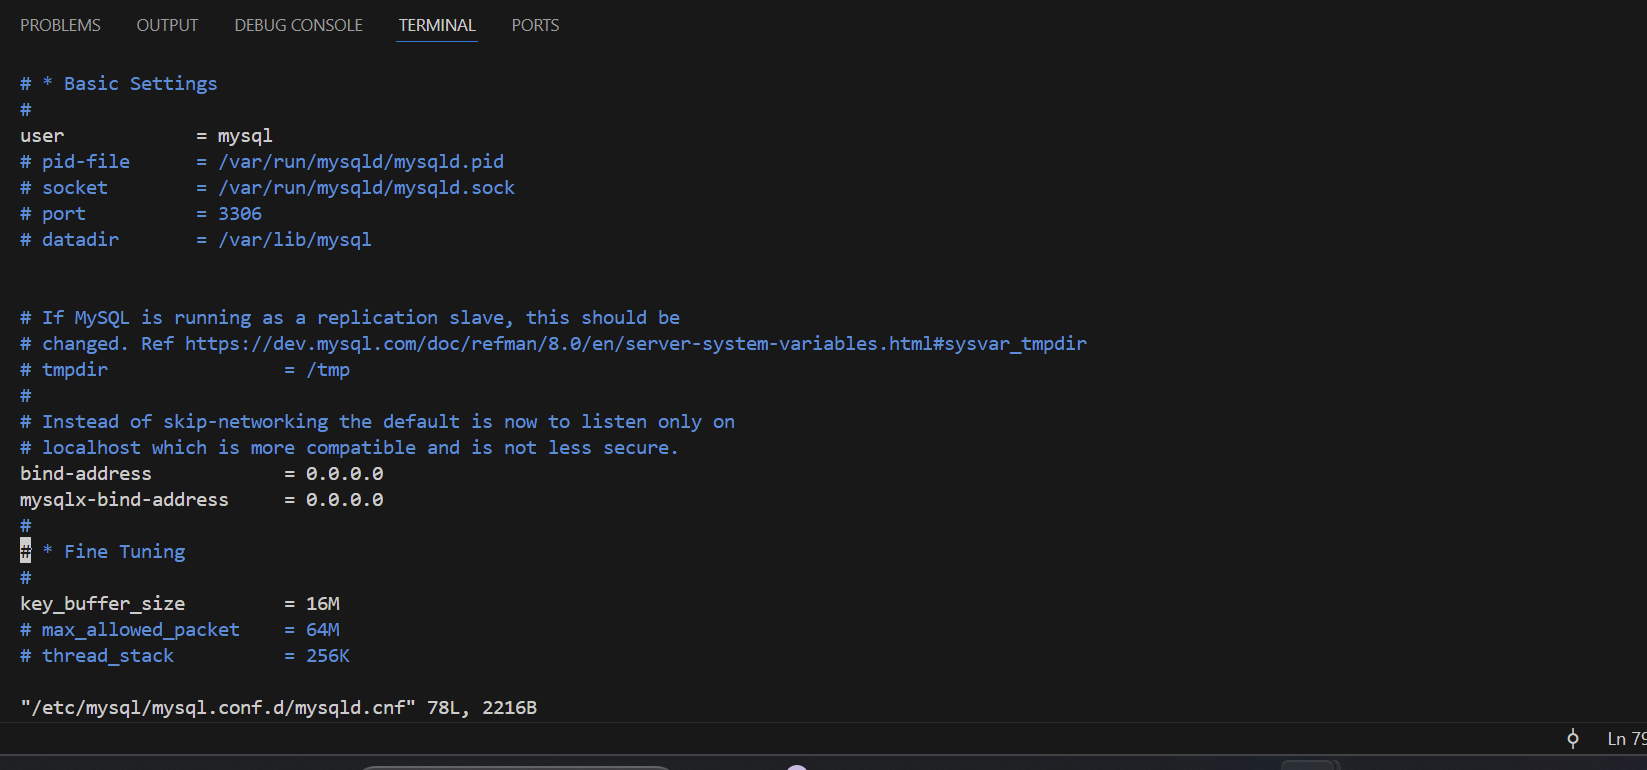 PROBLEMS OUTPUT DEBUG CONSOLE TERMINAL PORTS
# * Basic Settings
#
user = mysql
# pid-file = /var/run/mysqld/mysqld.pid
# socket = /var/run/mysqld/mysqld.sock
# port = 3306
# datadir = /var/lib/mysql
# If MySQL is running as a replication slave, this should be
# changed. Ref https://dev.mysql.com/doc/refman/8.0/en/server-system-variables.html#sysvar_tmpdir
# tmpdir = /tmp
#
# Instead of skip-networking the default is now to listen only on
# localhost which is more compatible and is not less secure.
bind-address = 0.0.0.0
mysqlx-bind-address = 0.0.0.0
#
# * Fine Tuning
#
key_buffer_size = 16M
# max_allowed_packet = 64M
# thread_stack = 256K
"/etc/mysql/mysql.conf.d/mysqld.cnf" 78L, 2216B
Ln 79